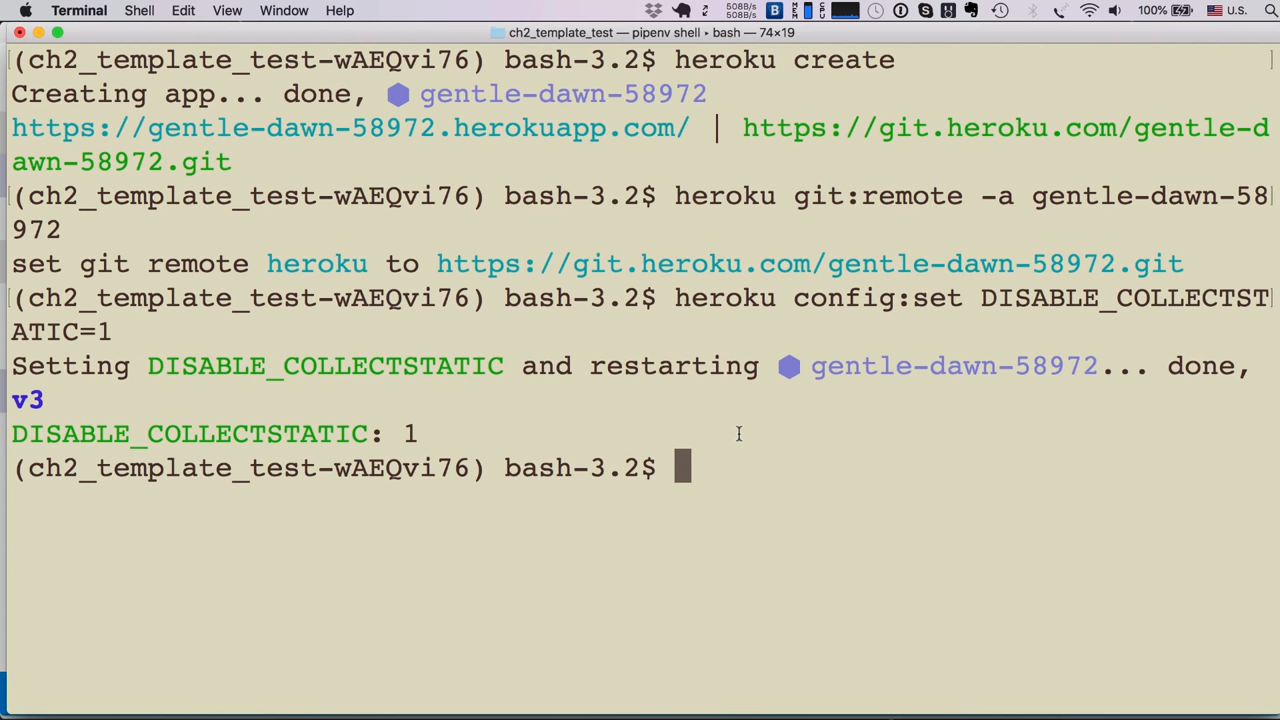 Terminal Shell Edit View Window Help 508B/s 508B/s 100% U.S.
ch2_template_test — pipenv shell ▸ bash — 74×19
(ch2_template_test-wAEQvi76) bash-3.2$ heroku create
Creating app... done, ⬢ gentle-dawn-58972
https://gentle-dawn-58972.herokuapp.com/ | https://git.heroku.com/gentle-d
awn-58972.git
(ch2_template_test-wAEQvi76) bash-3.2$ heroku git:remote -a gentle-dawn-58
972
set git remote heroku to https://git.heroku.com/gentle-dawn-58972.git
(ch2_template_test-wAEQvi76) bash-3.2$ heroku config:set DISABLE_COLLECTST
ATIC=1
Setting DISABLE_COLLECTSTATIC and restarting ⬢ gentle-dawn-58972... done,
v3
DISABLE_COLLECTSTATIC: 1
(ch2_template_test-wAEQvi76) bash-3.2$